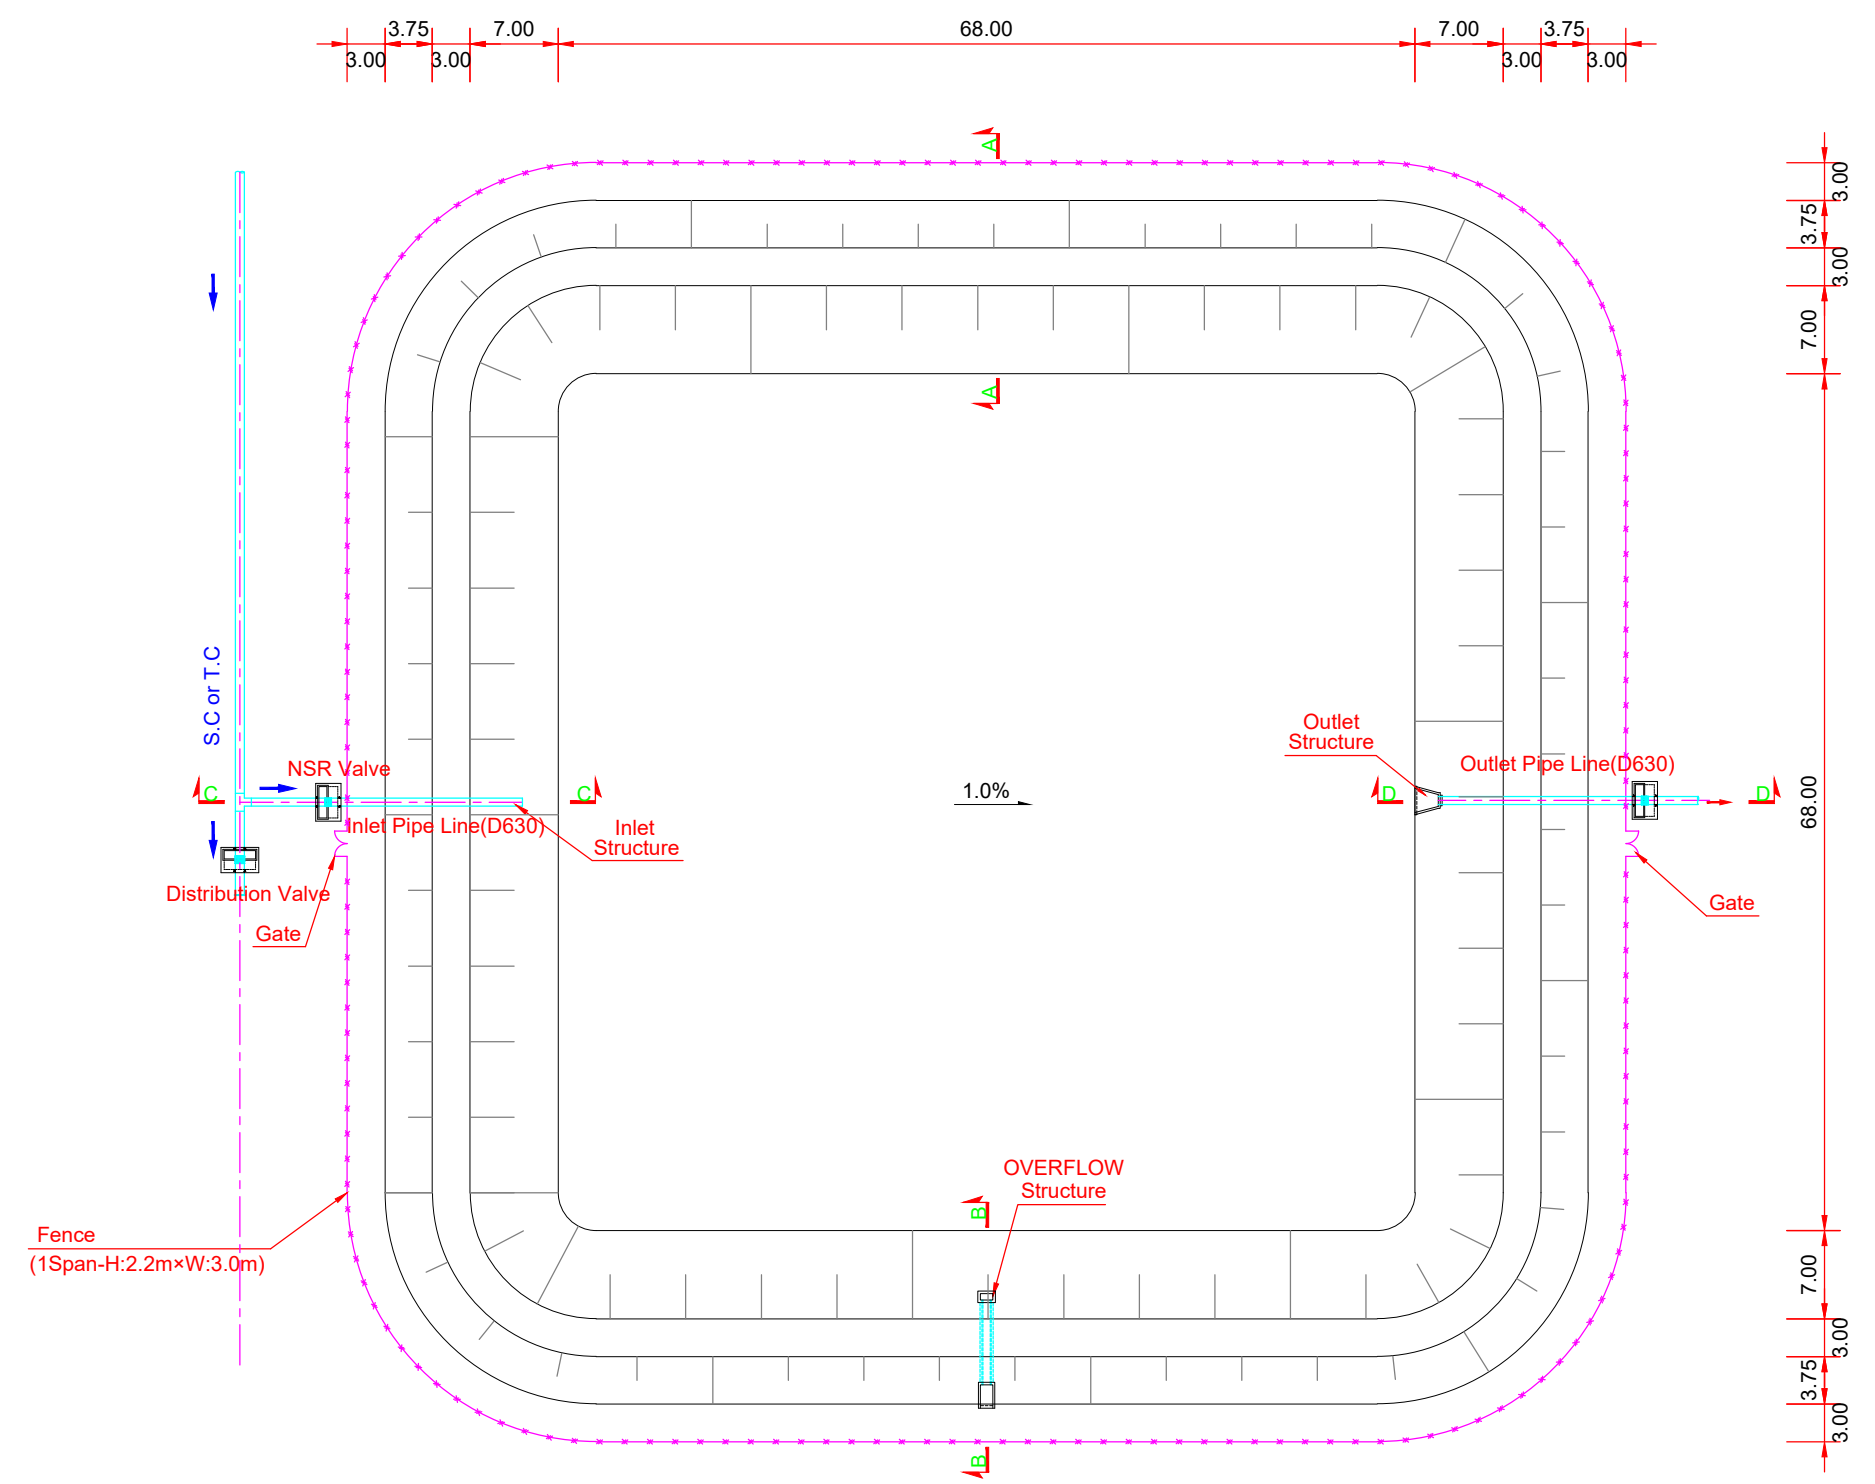 3.75
7.00
68.00
7.00
3.75
3.00
3.00
3.00
3.00
A
3.00
3.75
3.00
7.00
A
S.C or T.C
NSR Valve
C
C
Inlet Pipe Line(D630)
Inlet
Structure
1.0%
Outlet
Structure
Outlet Pipe Line(D630)
D
D
68.00
Distribution Valve
Gate
Gate
OVERFLOW
Structure
B
Fence
(1Span-H:2.2m×W:3.0m)
7.00
3.00
3.75
3.00
B